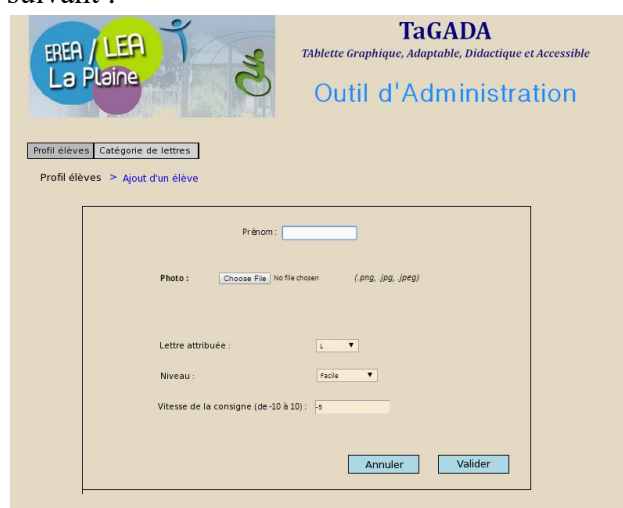 suivant :
EREA / LEA
La Plaine
TaGADA
TAblette Graphique, Adaptable, Didactique et Accessible
Outil d'Administration
Profil élèves Catégorie de lettres
Profil élèves > Ajout d'un élève
Prénom :
Photo : Choose File No file chosen (.png, .jpg, .jpeg)
Lettre attribuée : L
Niveau : Facile
Vitesse de la consigne (de -10 à 10) : -5
Annuler Valider